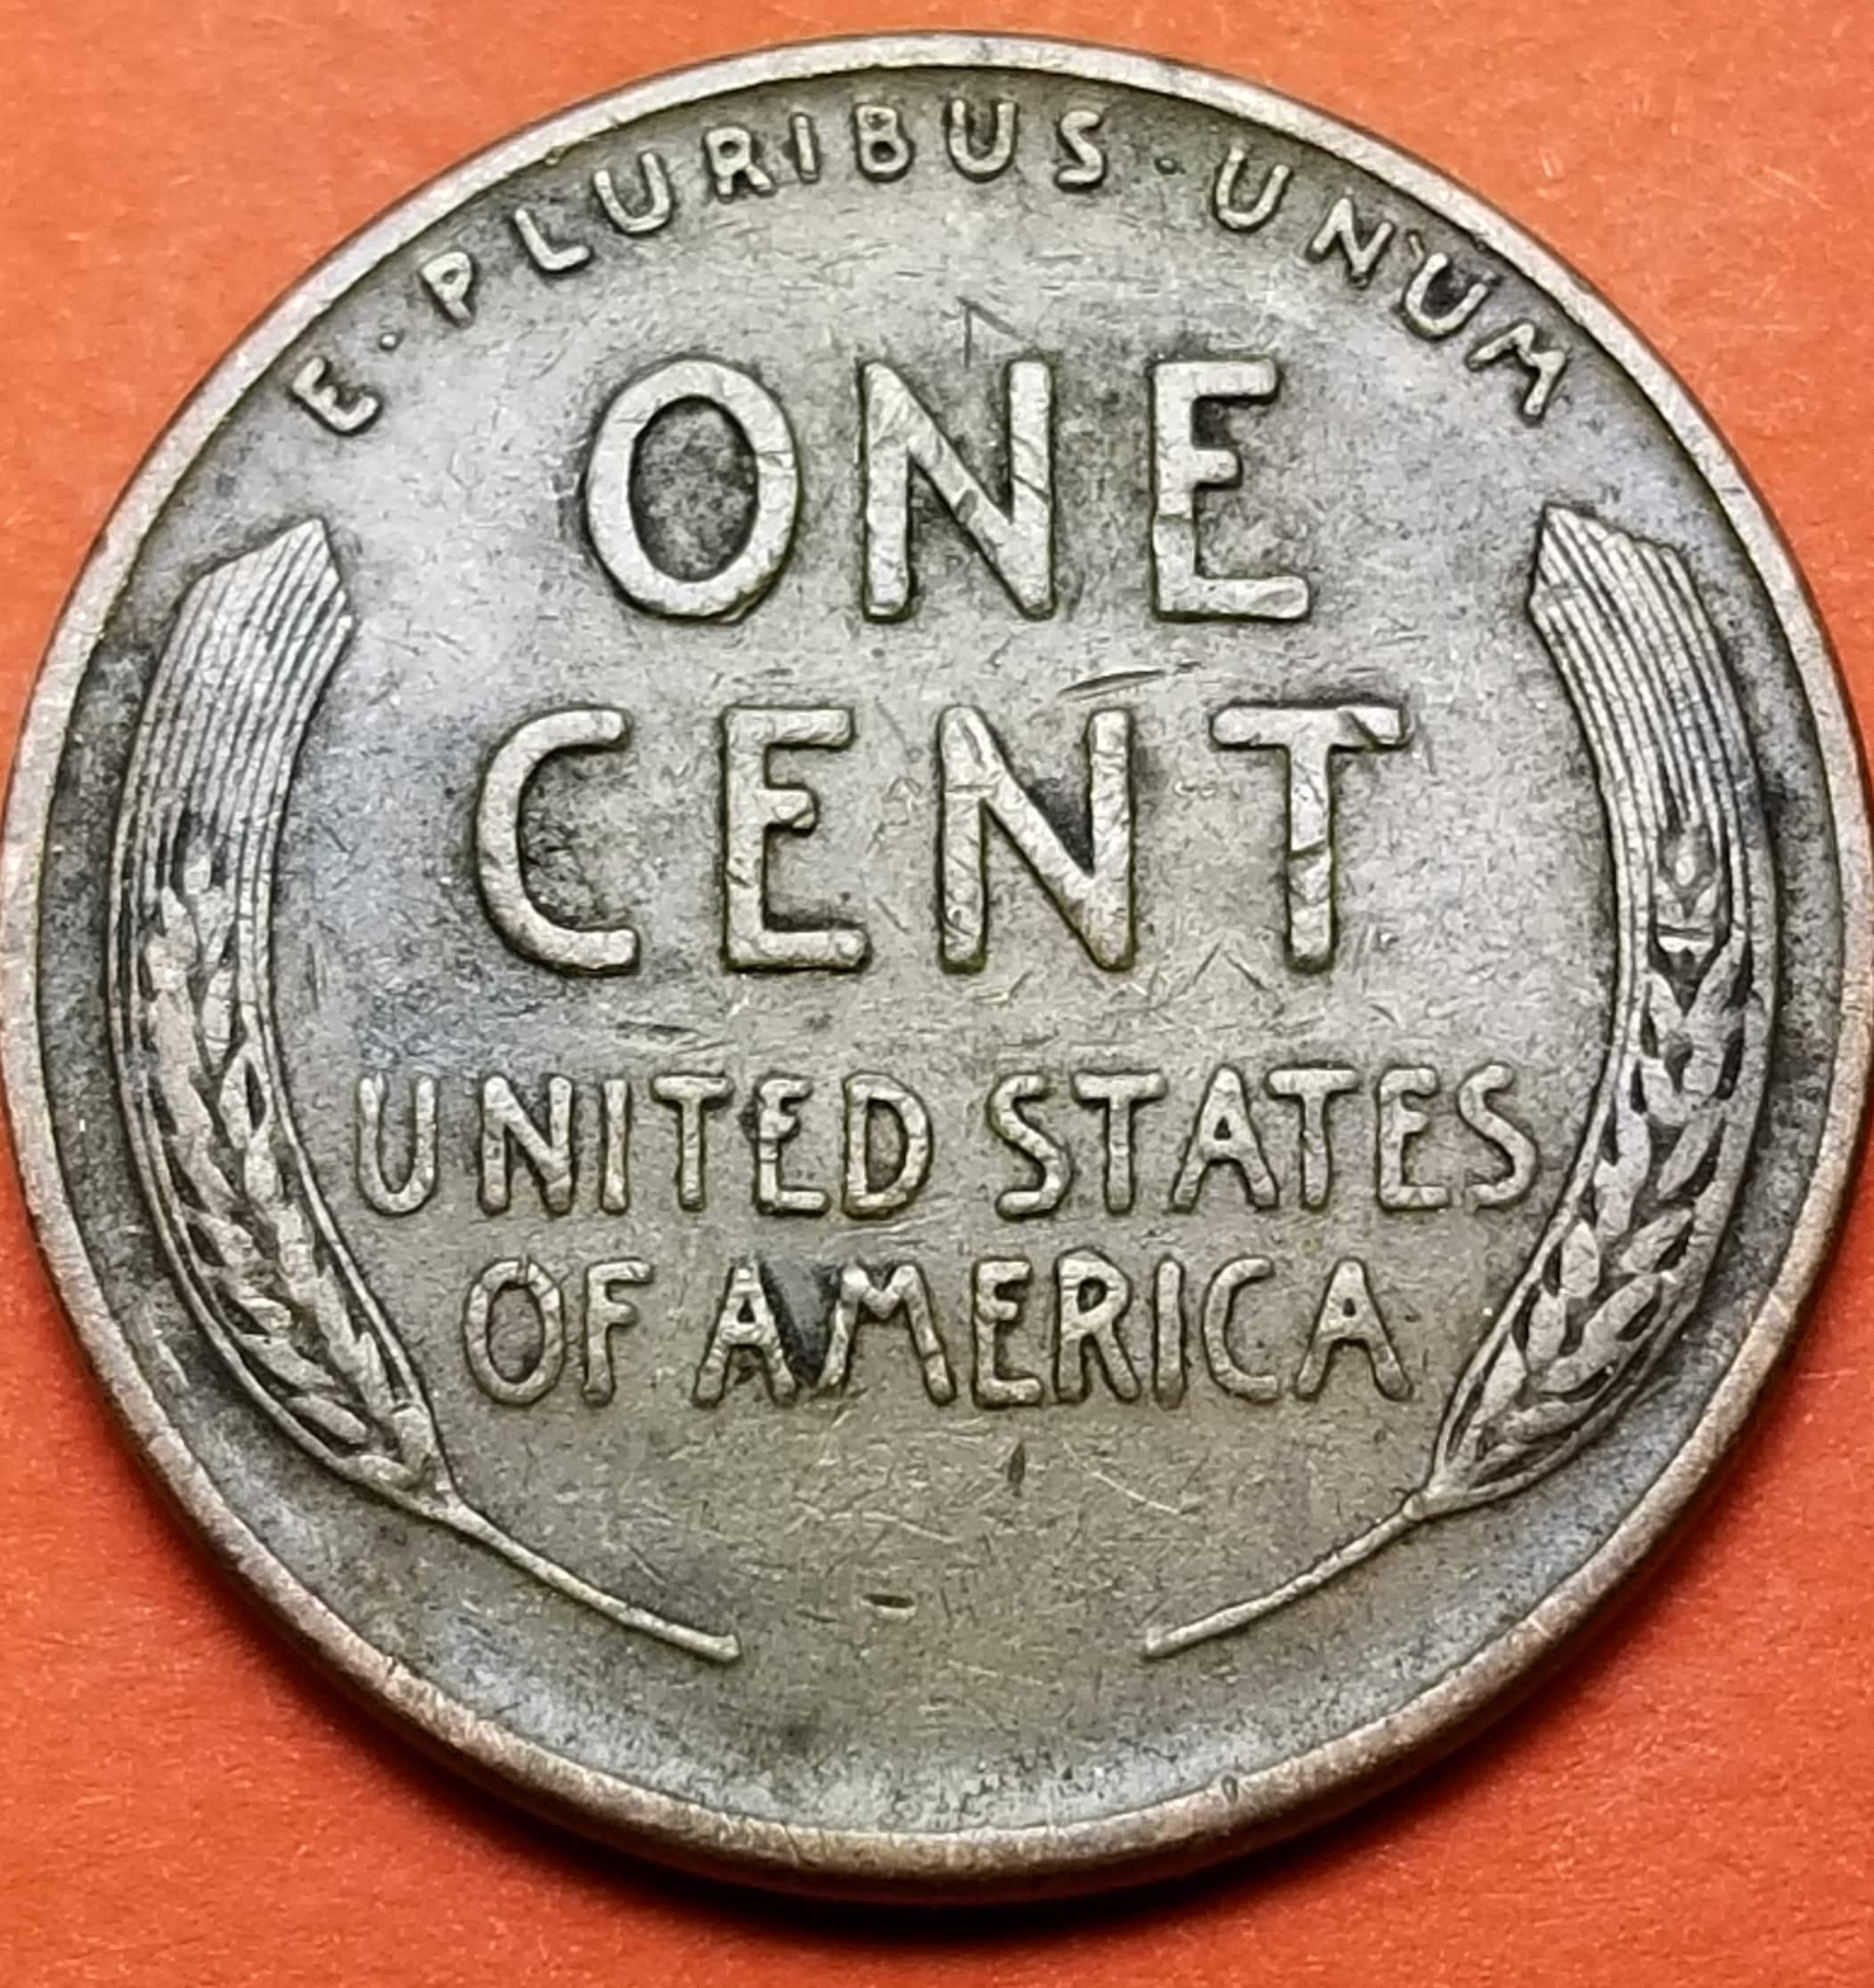 E·PLURIBUS·UNUM
ONE
CENT
UNITED STATES
OF AMERICA